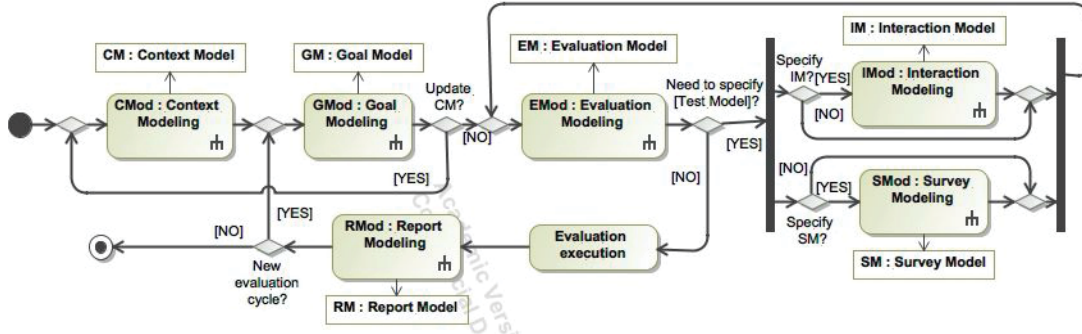 CM : Context Model
GM : Goal Model
EM : Evaluation Model
IM : Interaction Model
CMod : Context
Modeling
GMod : Goal
Modeling
Update
CM?
[NO]
[YES]
EMod : Evaluation
Modeling
Need to specify
[Test Model]?
[YES]
[NO]
Specify
IM?
[YES]
[NO]
IMod : Interaction
Modeling
[NO]
[YES]
Specify
SM?
SMod : Survey
Modeling
SM : Survey Model
Evaluation
execution
RMod : Report
Modeling
RM : Report Model
[YES]
[NO]
New
evaluation
cycle?
Academic Vers